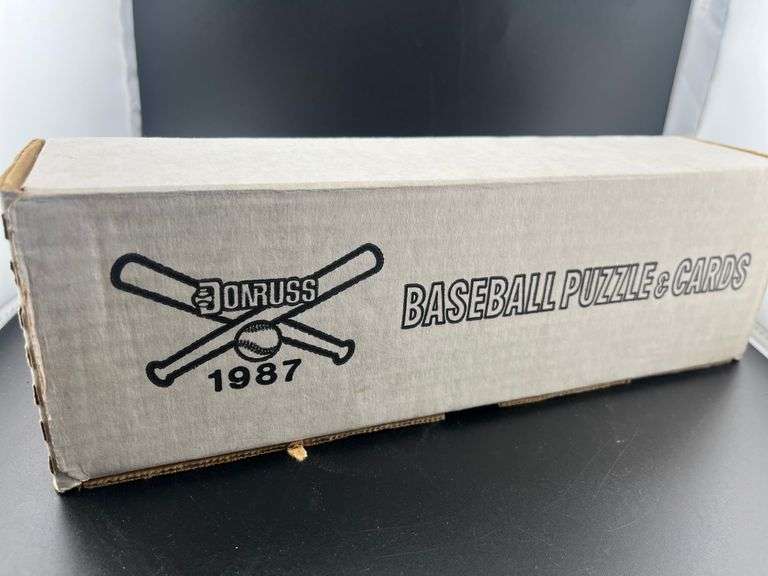 DONRUSS
1987
BASEBALL PUZZLE & CARDS